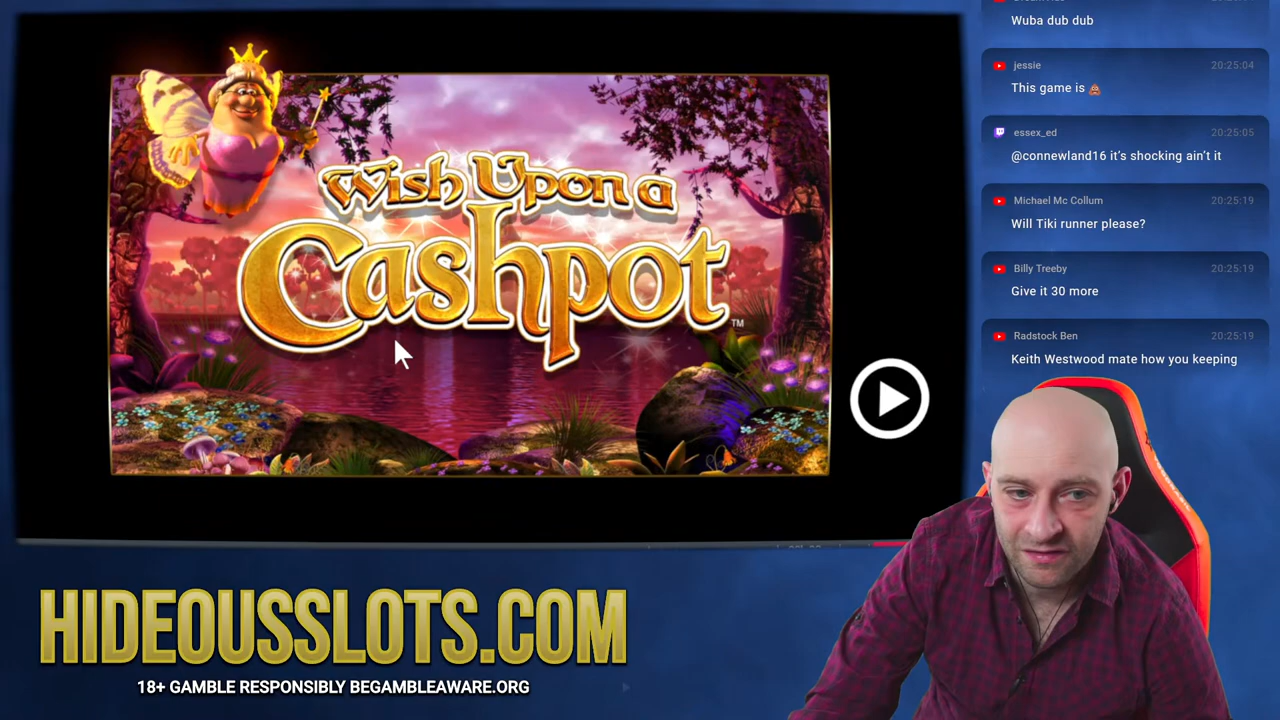 Wish Upon a
Cashpot
TM
HIDEOUSSLOTS.COM
18+ GAMBLE RESPONSIBLY BEGAMBLEAWARE.ORG
Wuba dub dub
jessie 20:25:04
This game is 💩
essex_ed 20:25:05
@connewland16 it's shocking ain't it
Michael Mc Collum 20:25:19
Will Tiki runner please?
Billy Treeby 20:25:19
Give it 30 more
Radstock Ben 20:25:19
Keith Westwood mate how you keeping